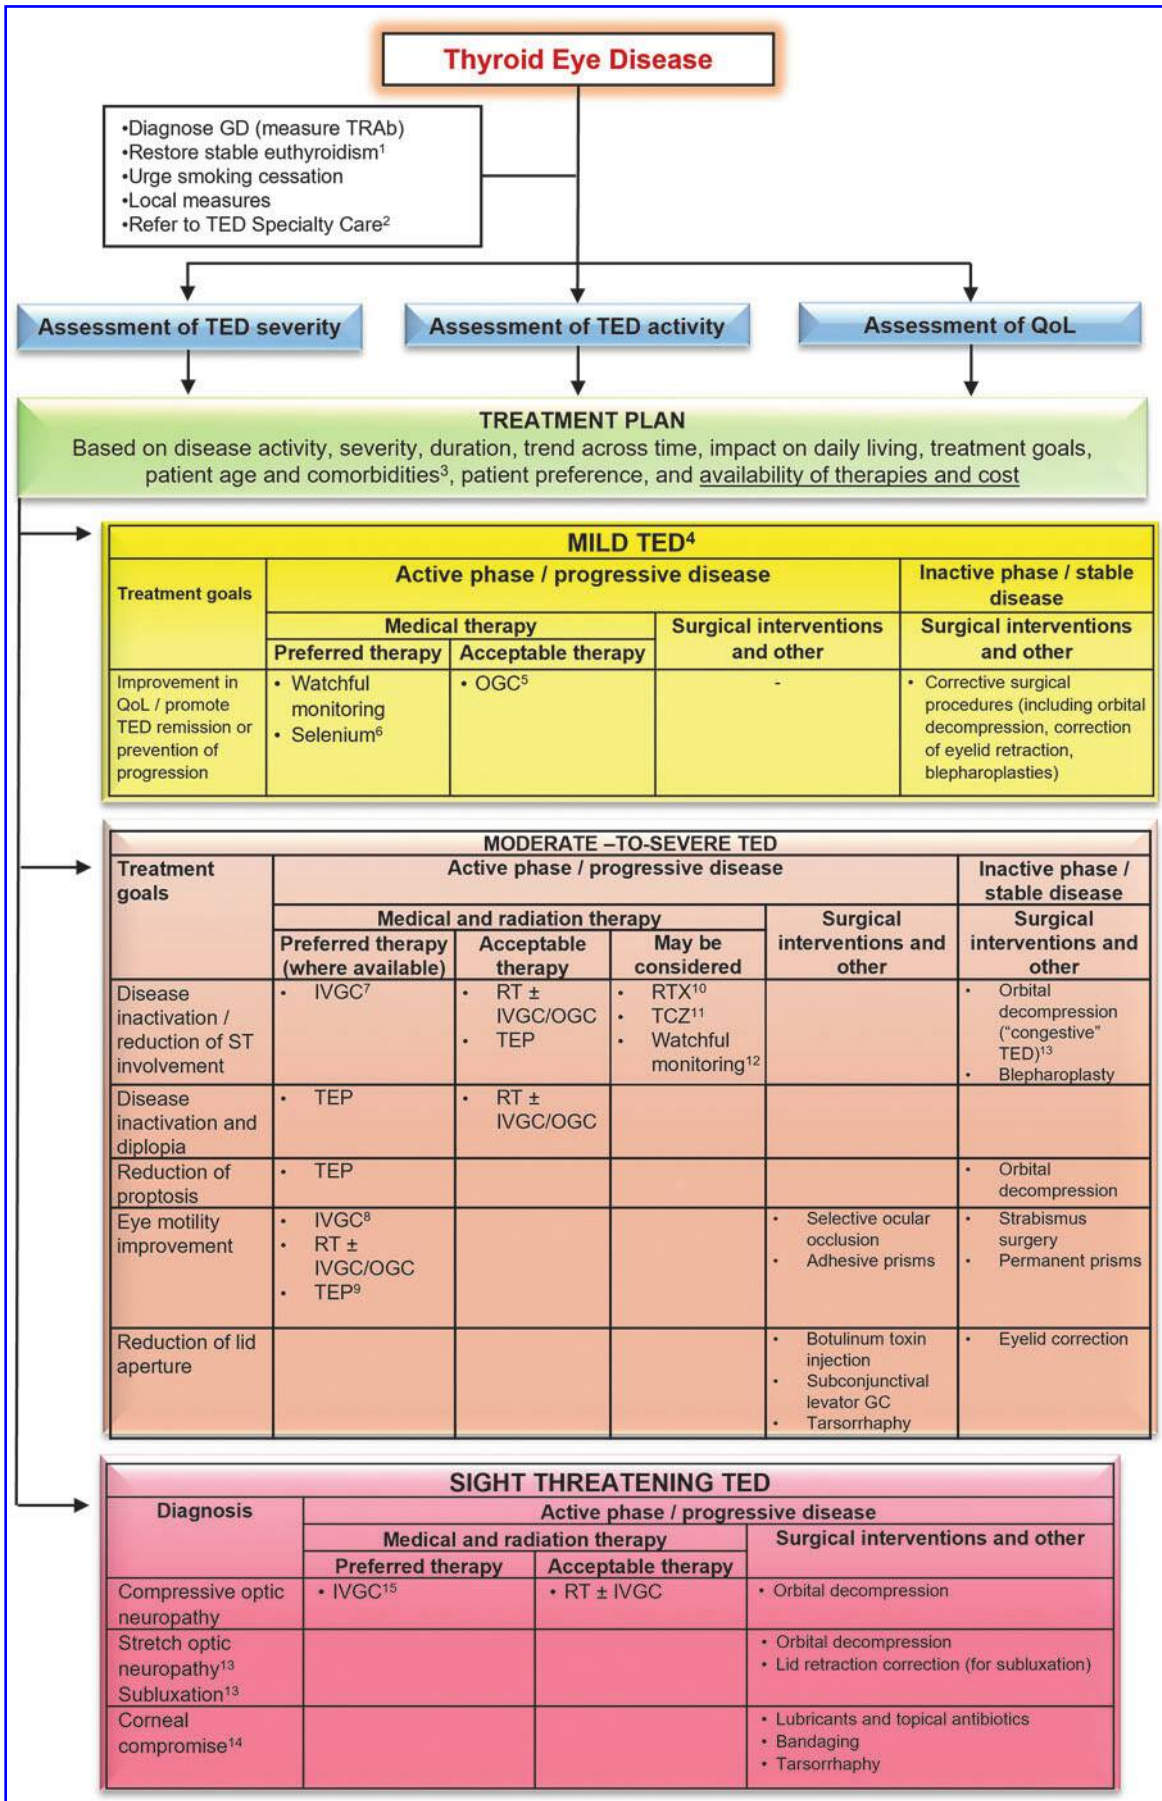 Thyroid Eye Disease
•Diagnose GD (measure TRAb)
•Restore stable euthyroidism¹
•Urge smoking cessation
•Local measures
•Refer to TED Specialty Care²
Assessment of TED severity
Assessment of TED activity
Assessment of QoL
TREATMENT PLAN
Based on disease activity, severity, duration, trend across time, impact on daily living, treatment goals,
patient age and comorbidities³, patient preference, and availability of therapies and cost
MILD TED⁴
Treatment goals
Active phase / progressive disease
Inactive phase / stable
disease
Medical therapy
Surgical interventions
and other
Surgical interventions
and other
Preferred therapy
Acceptable therapy
Improvement in
QoL / promote
TED remission or
prevention of
progression
• Watchful
monitoring
• Selenium⁶
• OGC⁵
-
• Corrective surgical
procedures (including orbital
decompression, correction
of eyelid retraction,
blepharoplasties)
MODERATE –TO-SEVERE TED
Treatment
goals
Active phase / progressive disease
Inactive phase /
stable disease
Medical and radiation therapy
Surgical
interventions and
other
Surgical
interventions and
other
Preferred therapy
(where available)
Acceptable
therapy
May be
considered
Disease
inactivation /
reduction of ST
involvement
• IVGC⁷
• RT ±
IVGC/OGC
• TEP
• RTX¹⁰
• TCZ¹¹
• Watchful
monitoring¹²
• Orbital
decompression
(“congestive”
TED)¹³
• Blepharoplasty
Disease
inactivation and
diplopia
• TEP
• RT ±
IVGC/OGC
Reduction of
proptosis
• TEP
• Orbital
decompression
Eye motility
improvement
• IVGC⁸
• RT ±
IVGC/OGC
• TEP⁹
• Selective ocular
occlusion
• Adhesive prisms
• Strabismus
surgery
• Permanent prisms
Reduction of lid
aperture
• Botulinum toxin
injection
• Subconjunctival
levator GC
• Tarsorrhaphy
• Eyelid correction
SIGHT THREATENING TED
Diagnosis
Active phase / progressive disease
Medical and radiation therapy
Surgical interventions and other
Preferred therapy
Acceptable therapy
Compressive optic
neuropathy
• IVGC¹⁵
• RT ± IVGC
• Orbital decompression
Stretch optic
neuropathy¹³
Subluxation¹³
• Orbital decompression
• Lid retraction correction (for subluxation)
Corneal
compromise¹⁴
• Lubricants and topical antibiotics
• Bandaging
• Tarsorrhaphy